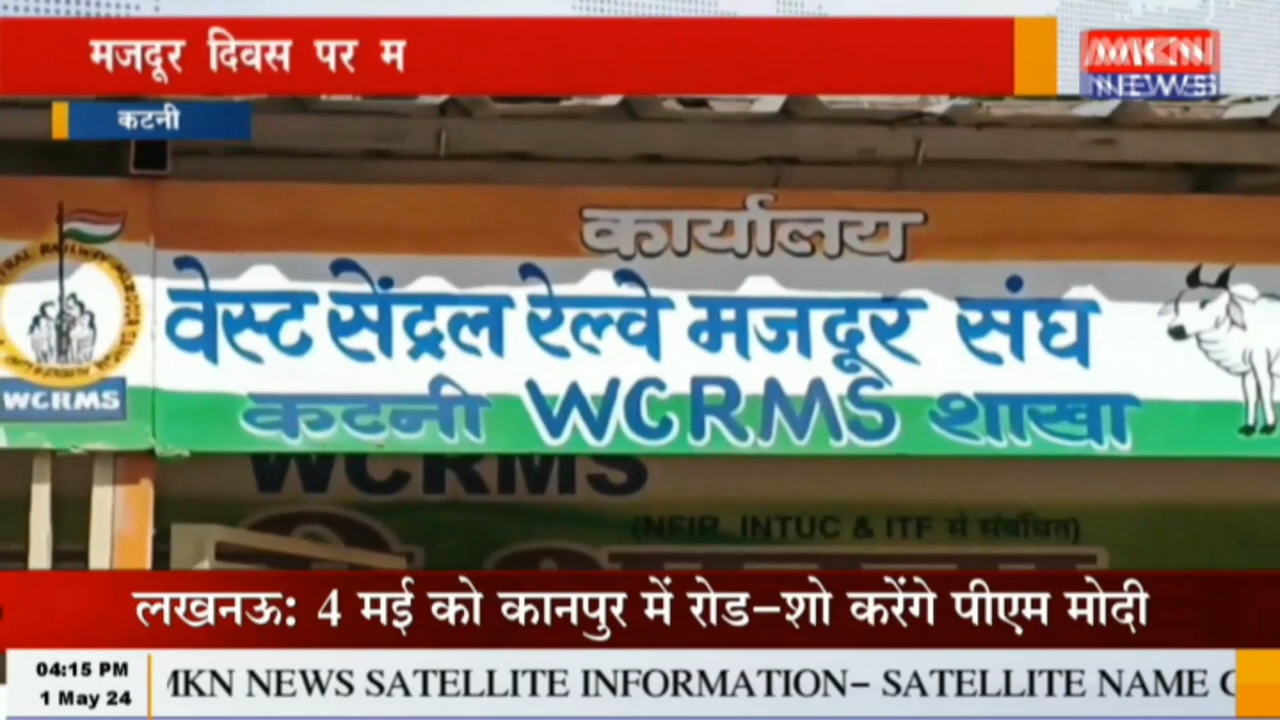 मजदूर दिवस पर म
MKN
NEWS
कटनी
कार्यालय
वेस्ट सेंट्रल रेल्वे मजदूर संघ
कटनी WCRMS शाखा
WCRMS
WCRMS
(NFIR, INTUC & ITF से संबंधित)
लखनऊ: 4 मई को कानपुर में रोड-शो करेंगे पीएम मोदी
04:15 PM
1 May 24
MKN NEWS SATELLITE INFORMATION- SATELLITE NAME